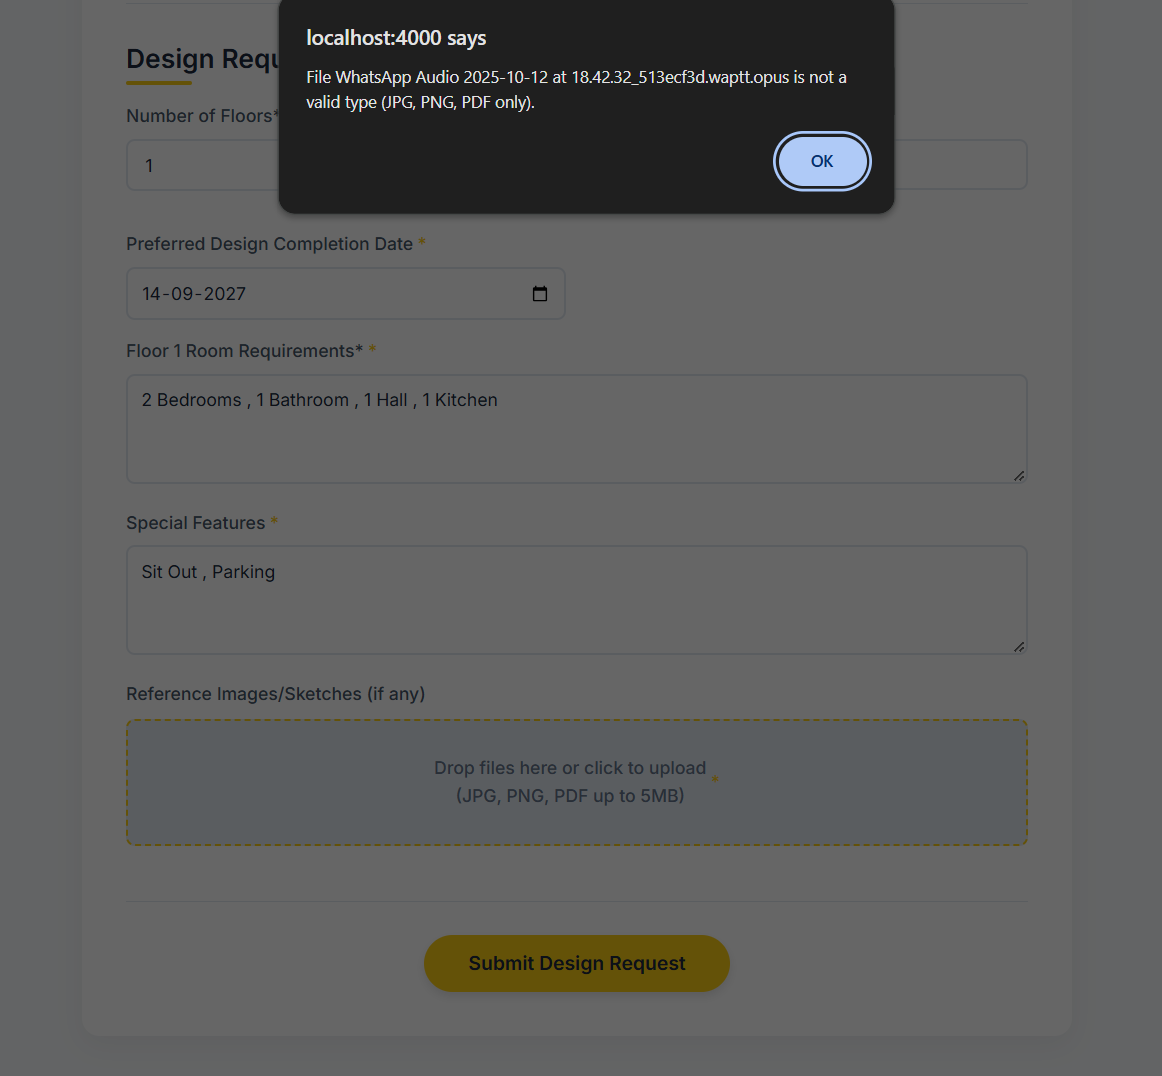 localhost:4000 says
File WhatsApp Audio 2025-10-12 at 18.42.32_513ecf3d.waptt.opus is not a
valid type (JPG, PNG, PDF only).
OK
Design Requ
Number of Floors*
1
Preferred Design Completion Date *
14-09-2027
Floor 1 Room Requirements* *
2 Bedrooms , 1 Bathroom , 1 Hall , 1 Kitchen
Special Features *
Sit Out , Parking
Reference Images/Sketches (if any)
Drop files here or click to upload *
(JPG, PNG, PDF up to 5MB)
Submit Design Request